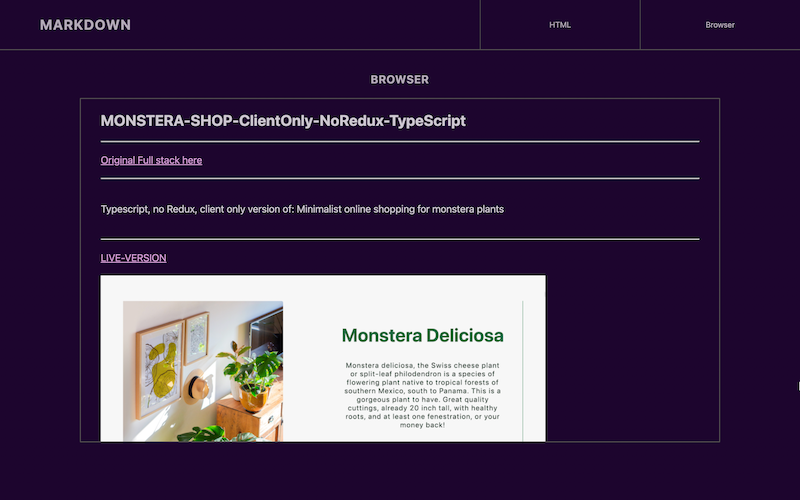 MARKDOWN
HTML
Browser
BROWSER
MONSTERA-SHOP-ClientOnly-NoRedux-TypeScript
Original Full stack here
Typescript, no Redux, client only version of: Minimalist online shopping for monstera plants
LIVE-VERSION
Monstera Deliciosa
Monstera deliciosa, the Swiss cheese plant
or split-leaf philodendron is a species of
flowering plant native to tropical forests of
southern Mexico, south to Panama. This is a
gorgeous plant to have. Great quality
cuttings, already 20 inch tall, with healthy
roots, and at least one fenestration, or your
money back!